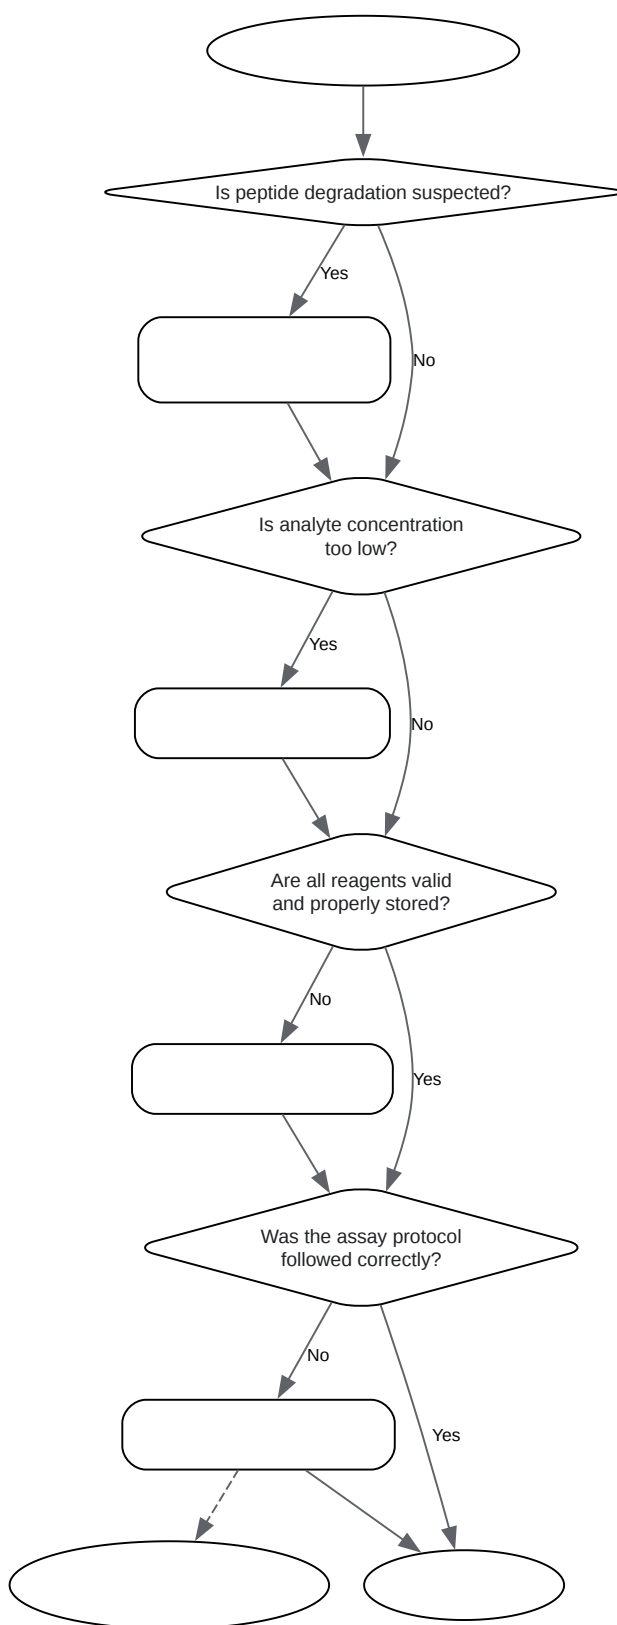 Is peptide degradation suspected?
Yes
No
Is analyte concentration
too low?
Yes
No
Are all reagents valid
and properly stored?
No
Yes
Was the assay protocol
followed correctly?
No
Yes